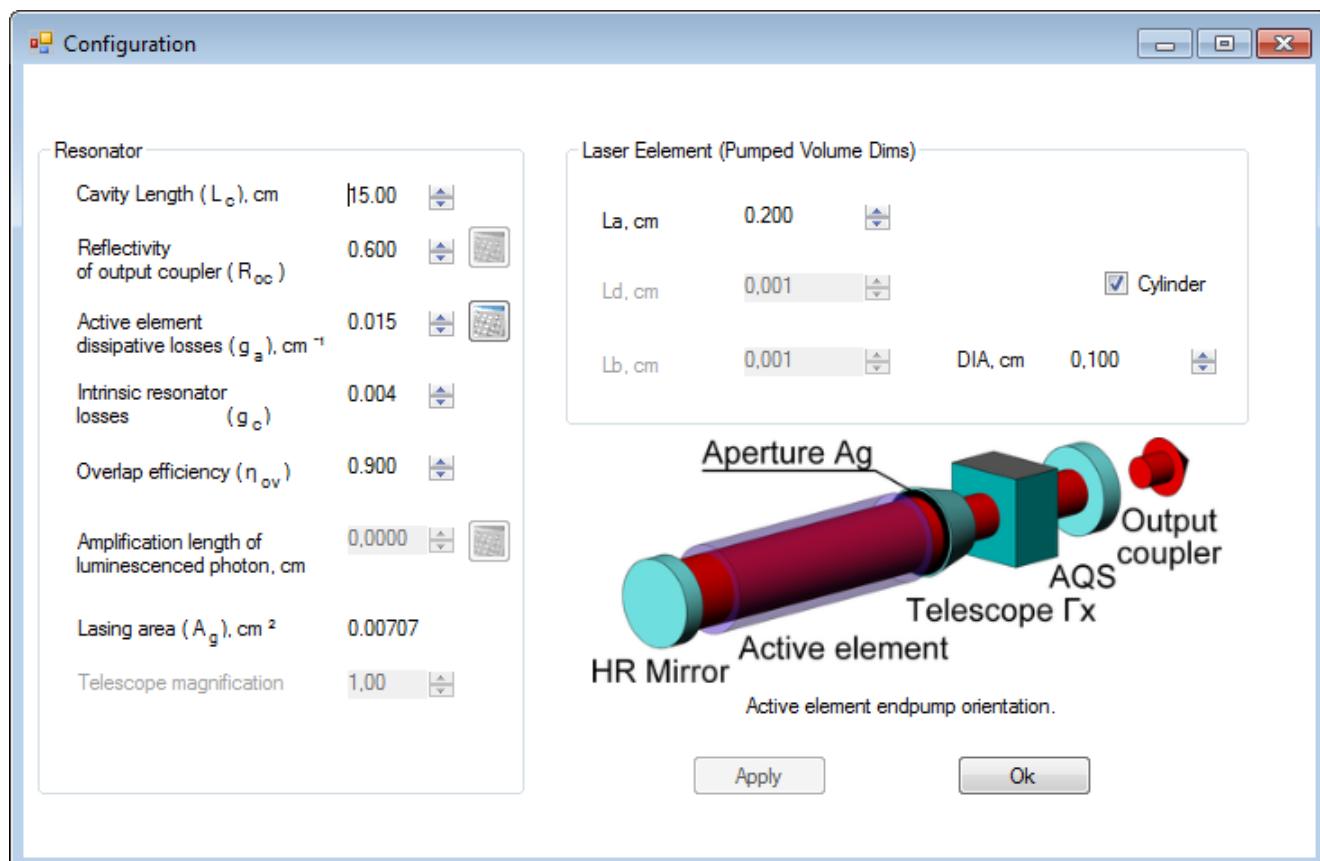 Configuration
Resonator
Cavity Length ( L c ), cm 15.00
Reflectivity
of output coupler ( R oc ) 0.600
Active element
dissipative losses ( g a ), cm ⁻¹ 0.015
Intrinsic resonator
losses ( g c ) 0.004
Overlap efficiency ( η ov ) 0.900
Amplification length of
luminescenced photon, cm 0,0000
Lasing area ( A g ), cm ² 0.00707
Telescope magnification 1,00
Laser Eelement (Pumped Volume Dims)
La, cm 0.200
Ld, cm 0,001 Cylinder
Lb, cm 0,001 DIA, cm 0,100
Aperture Ag
Output
coupler
AQS
Telescope Γx
Active element
HR Mirror
Active element endpump orientation.
Apply Ok